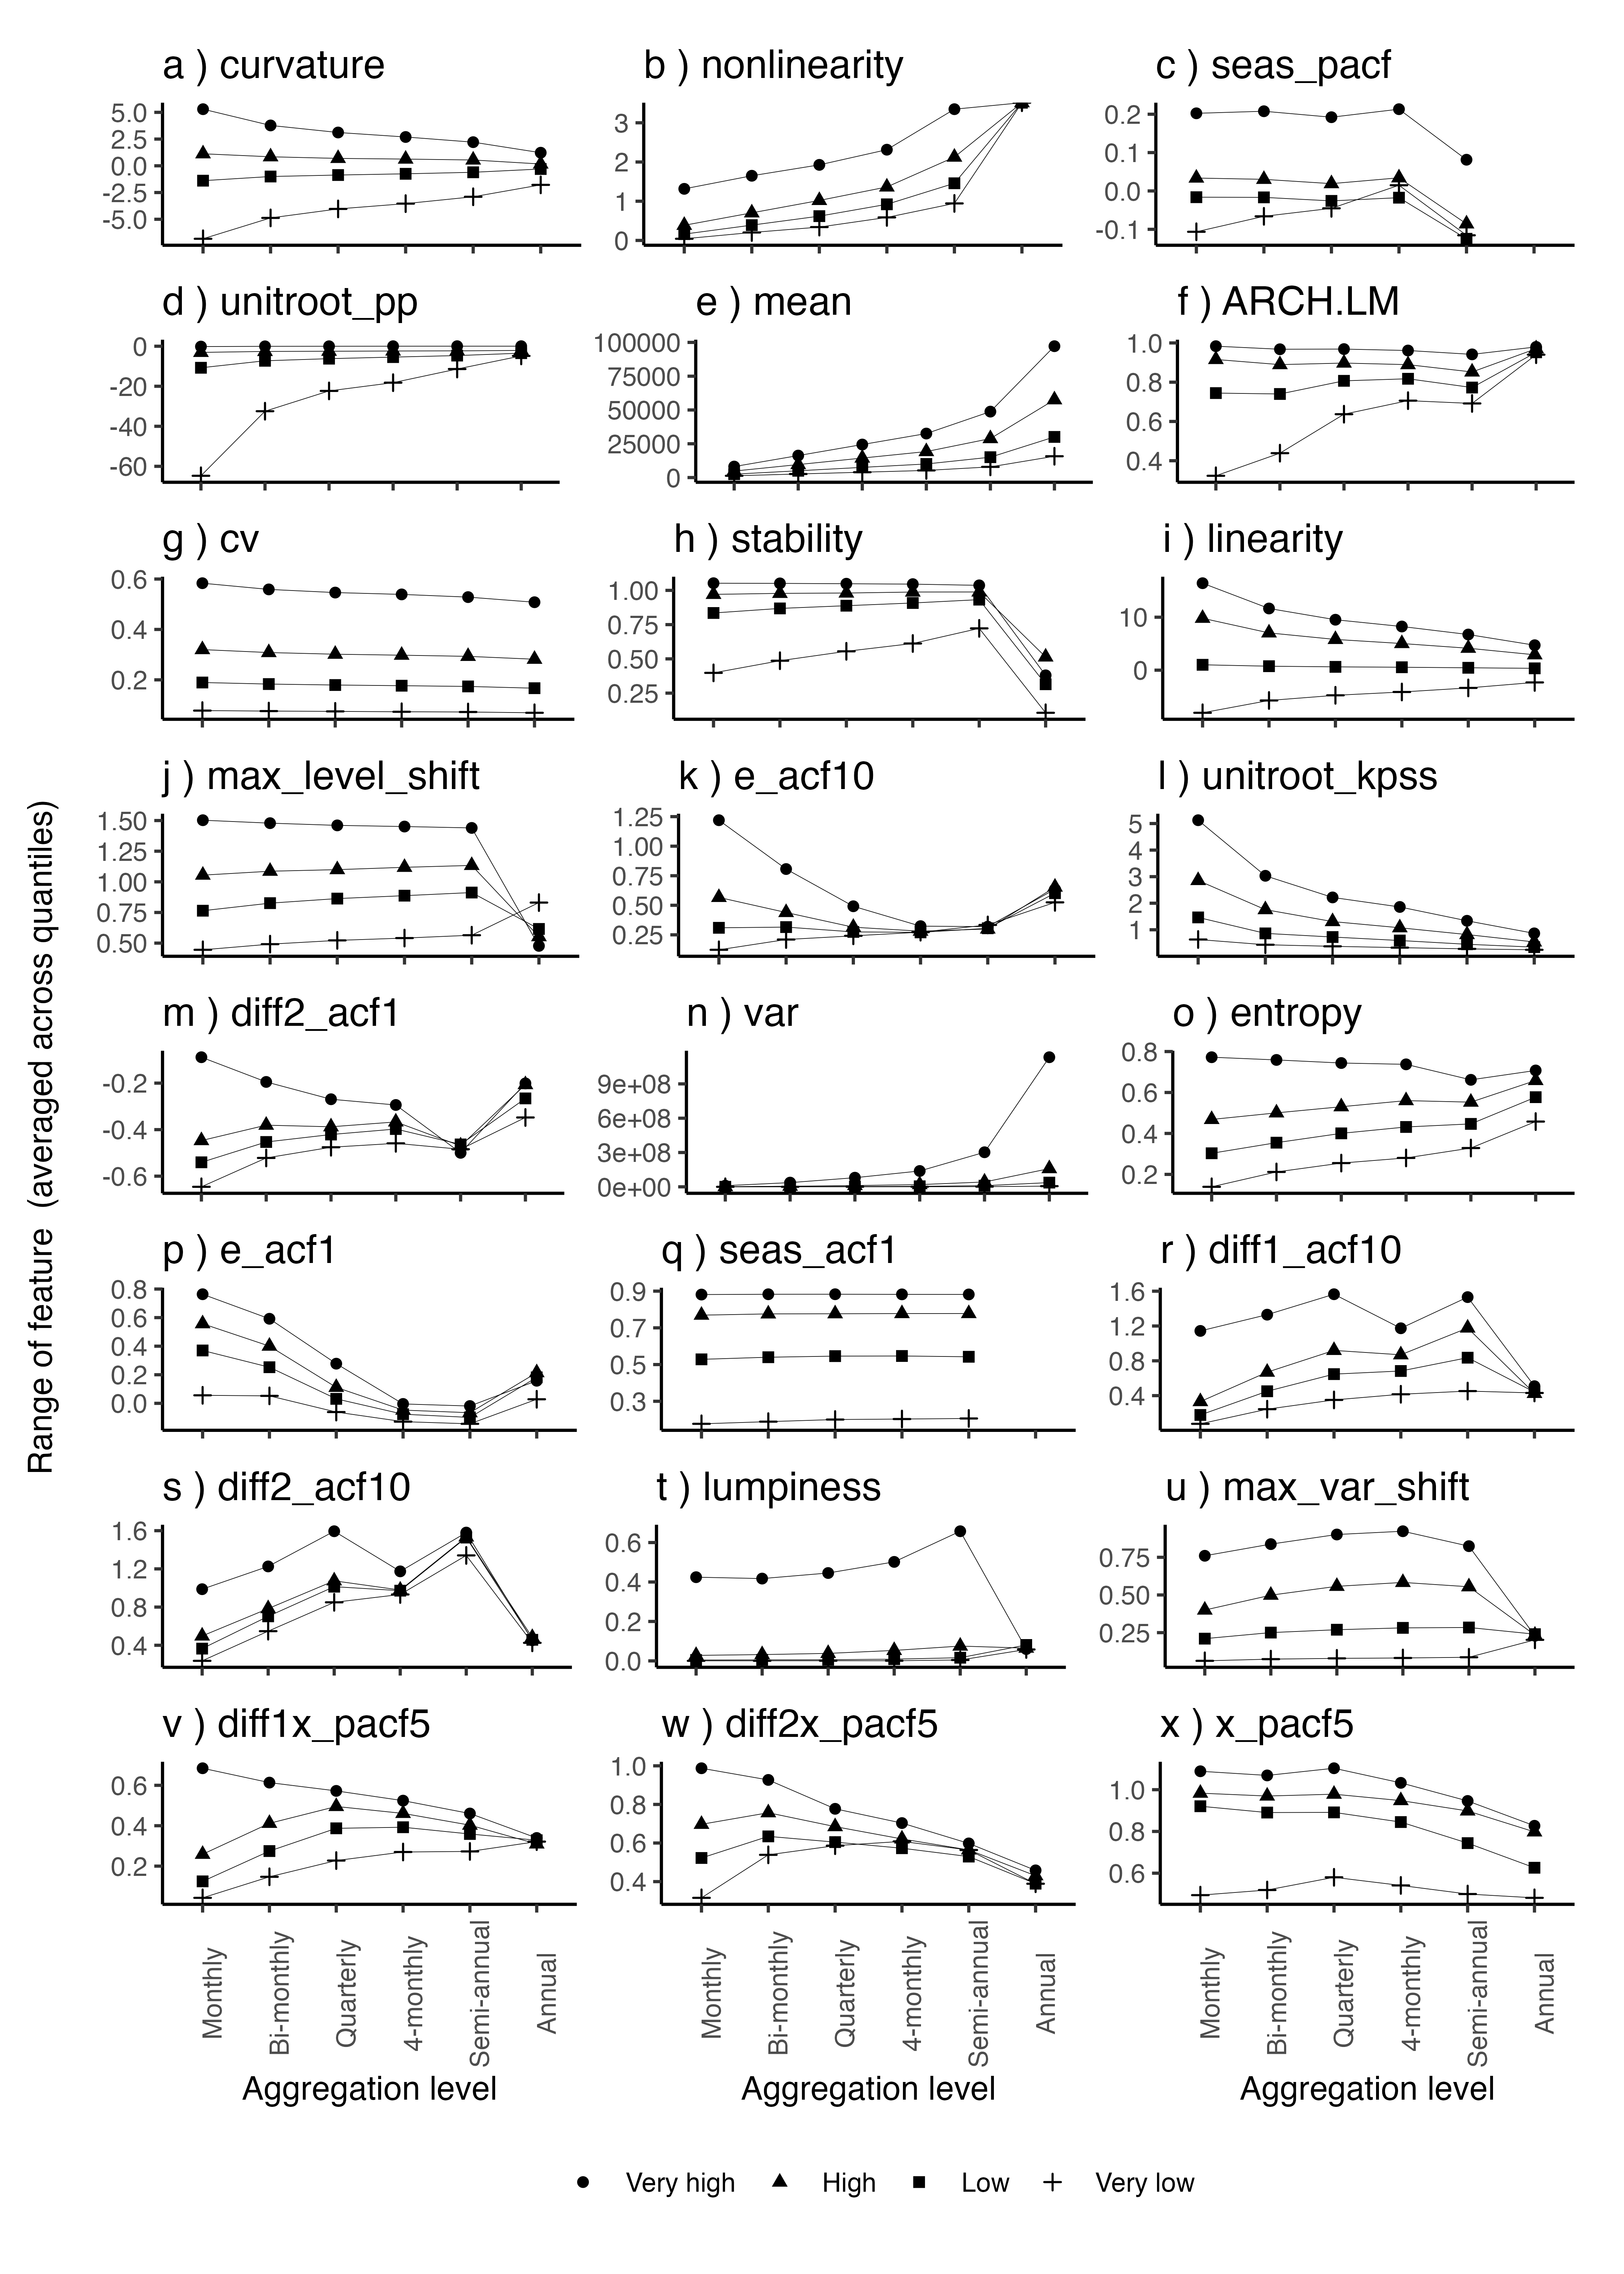 Range of feature (averaged across quantiles)
a ) curvature
5.0
2.5
0.0
-2.5
-5.0
b ) nonlinearity
3
2
1
0
c ) seas_pacf
0.2
0.1
0.0
-0.1
d ) unitroot_pp
0
-20
-40
-60
e ) mean
100000
75000
50000
25000
0
f ) ARCH.LM
1.0
0.8
0.6
0.4
g ) cv
0.6
0.4
0.2
h ) stability
1.00
0.75
0.50
0.25
i ) linearity
10
0
j ) max_level_shift
1.50
1.25
1.00
0.75
0.50
k ) e_acf10
1.25
1.00
0.75
0.50
0.25
l ) unitroot_kpss
5
4
3
2
1
m ) diff2_acf1
-0.2
-0.4
-0.6
n ) var
9e+08
6e+08
3e+08
0e+00
o ) entropy
0.8
0.6
0.4
0.2
p ) e_acf1
0.8
0.6
0.4
0.2
0.0
q ) seas_acf1
0.9
0.7
0.5
0.3
r ) diff1_acf10
1.6
1.2
0.8
0.4
s ) diff2_acf10
1.6
1.2
0.8
0.4
t ) lumpiness
0.6
0.4
0.2
0.0
u ) max_var_shift
0.75
0.50
0.25
v ) diff1x_pacf5
0.6
0.4
0.2
Monthly
Bi-monthly
Quarterly
4-monthly
Semi-annual
Annual
Aggregation level
w ) diff2x_pacf5
1.0
0.8
0.6
0.4
Monthly
Bi-monthly
Quarterly
4-monthly
Semi-annual
Annual
Aggregation level
x ) x_pacf5
1.0
0.8
0.6
Monthly
Bi-monthly
Quarterly
4-monthly
Semi-annual
Annual
Aggregation level
Very high High Low Very low